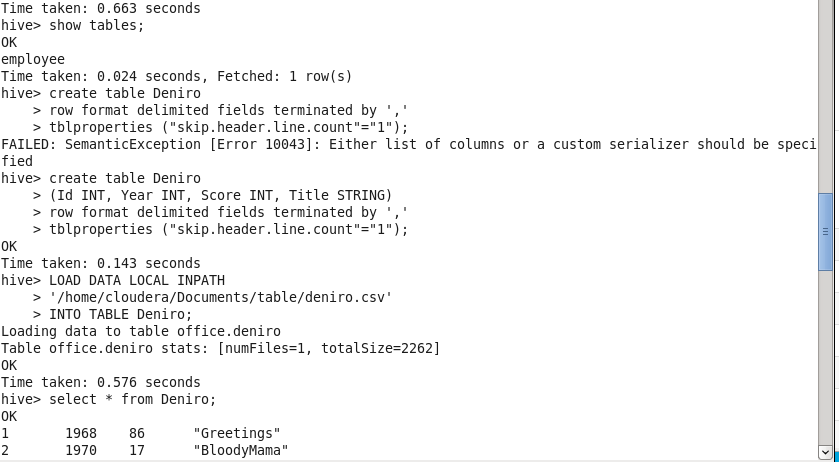 Time taken: 0.663 seconds
hive> show tables;
OK
employee
Time taken: 0.024 seconds, Fetched: 1 row(s)
hive> create table Deniro
    > row format delimited fields terminated by ','
    > tblproperties ("skip.header.line.count"="1");
FAILED: SemanticException [Error 10043]: Either list of columns or a custom serializer should be speci
fied
hive> create table Deniro
    > (Id INT, Year INT, Score INT, Title STRING)
    > row format delimited fields terminated by ','
    > tblproperties ("skip.header.line.count"="1");
OK
Time taken: 0.143 seconds
hive> LOAD DATA LOCAL INPATH
    > '/home/cloudera/Documents/table/deniro.csv'
    > INTO TABLE Deniro;
Loading data to table office.deniro
Table office.deniro stats: [numFiles=1, totalSize=2262]
OK
Time taken: 0.576 seconds
hive> select * from Deniro;
OK
1       1968    86      "Greetings"
2       1970    17      "BloodyMama"